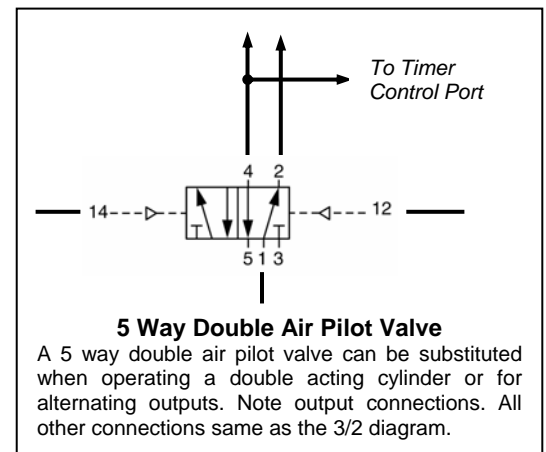 To Timer
Control Port
4 2
14 12
5 1 3
5 Way Double Air Pilot Valve
A 5 way double air pilot valve can be substituted
when operating a double acting cylinder or for
alternating outputs. Note output connections. All
other connections same as the 3/2 diagram.